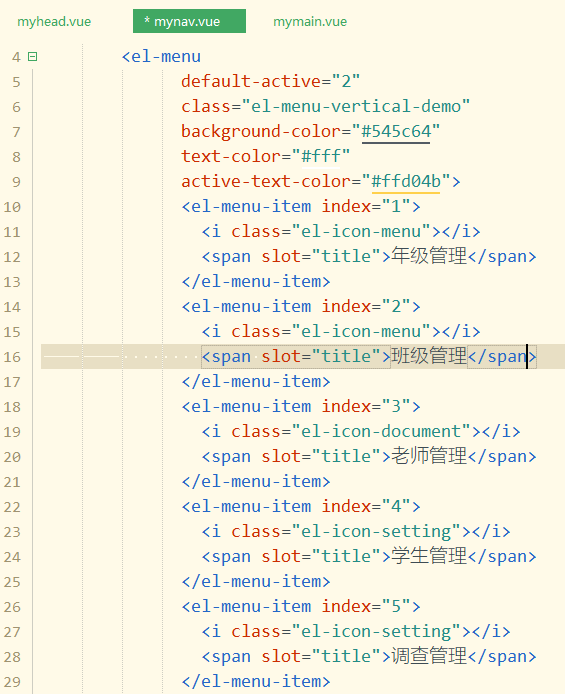 myhead.vue * mynav.vue mymain.vue
4 <el-menu
5 default-active="2"
6 class="el-menu-vertical-demo"
7 background-color="#545c64"
8 text-color="#fff"
9 active-text-color="#ffd04b">
10 <el-menu-item index="1">
11 <i class="el-icon-menu"></i>
12 <span slot="title">年级管理</span>
13 </el-menu-item>
14 <el-menu-item index="2">
15 <i class="el-icon-menu"></i>
16 <span slot="title">班级管理</span>
17 </el-menu-item>
18 <el-menu-item index="3">
19 <i class="el-icon-document"></i>
20 <span slot="title">老师管理</span>
21 </el-menu-item>
22 <el-menu-item index="4">
23 <i class="el-icon-setting"></i>
24 <span slot="title">学生管理</span>
25 </el-menu-item>
26 <el-menu-item index="5">
27 <i class="el-icon-setting"></i>
28 <span slot="title">调查管理</span>
29 </el-menu-item>